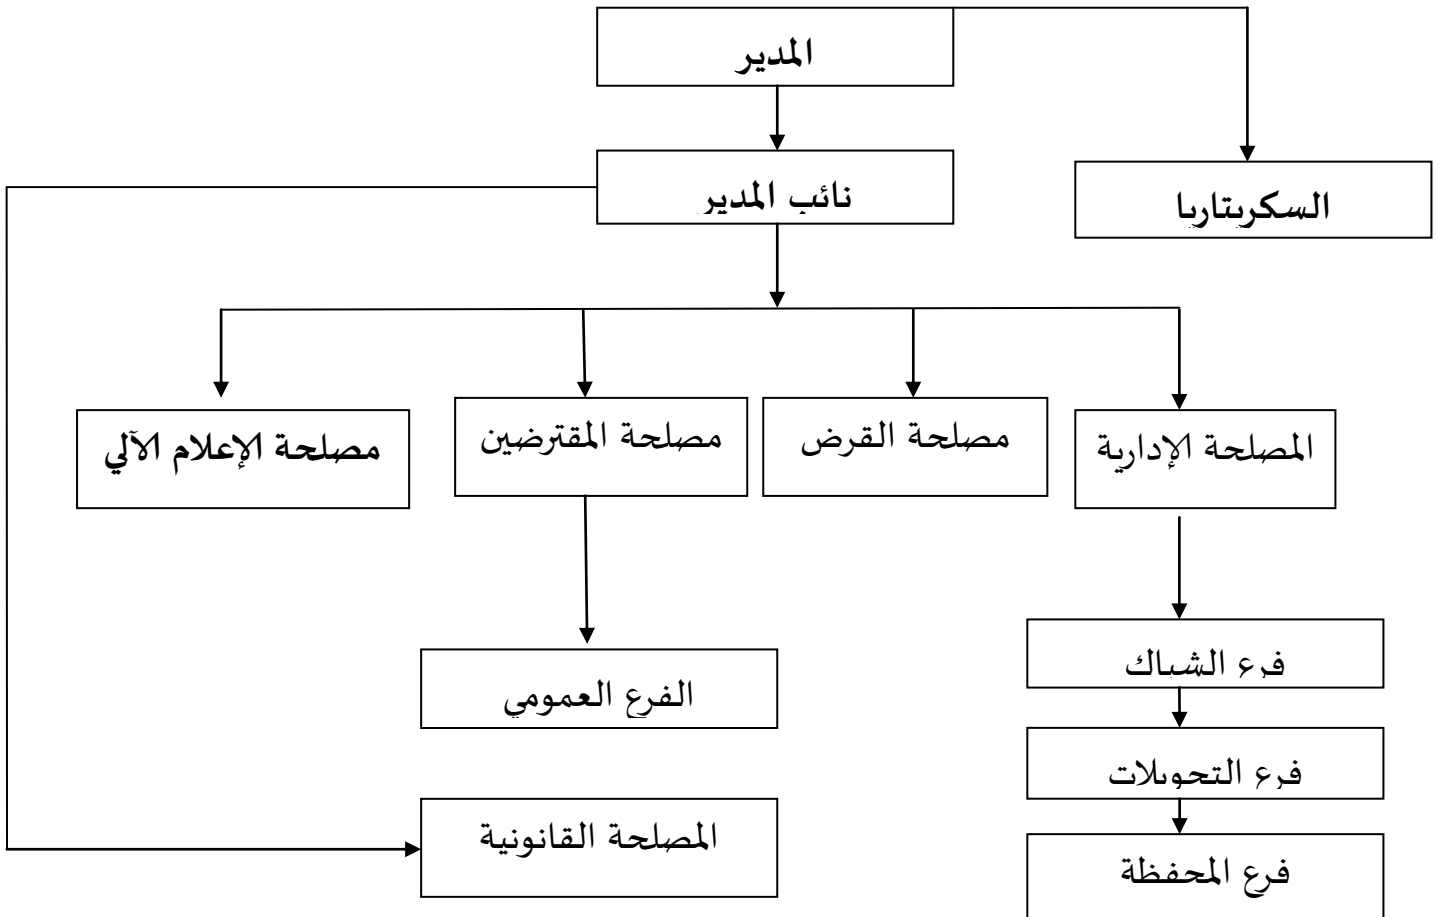 المدير
نائب المدير
السكريتاريا
المصلحة الإدارية
مصلحة القرض
مصلحة المقترضين
مصلحة الإعلام الآلي
فرع الشباك
الفرع العمومي
فرع التحويلات
المصلحة القانونية
فرع المحفظة